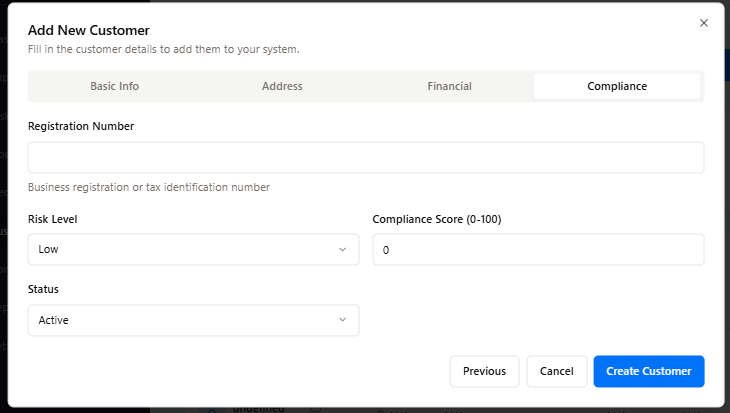 Add New Customer
Fill in the customer details to add them to your system.
Basic Info Address Financial Compliance
Registration Number
Business registration or tax identification number
Risk Level Compliance Score (0-100)
Low 0
Status
Active
Previous Cancel Create Customer
undefined